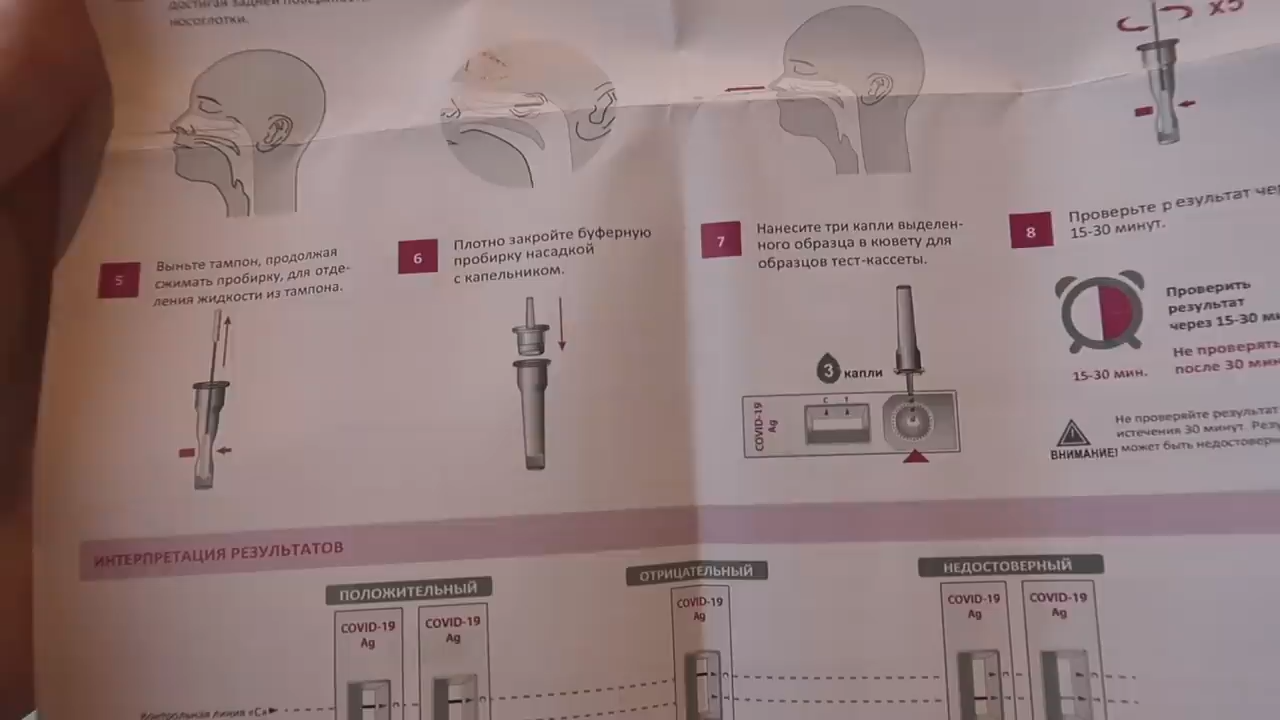 носоглотки.
x5
5
Выньте тампон, продолжая
сжимать пробирку, для отде-
ления жидкости из тампона.
6
Плотно закройте буферную
пробирку насадкой
с капельником.
7
Нанесите три капли выделен-
ного образца в кювету для
образцов тест-кассеты.
3 капли
COVID-19
Ag
C T
8
Проверьте результат
15-30 минут.
Проверить
результат
через 15-30
15-30 мин.
Не проверять
после 30 мин
ВНИМАНИЕ!
Не проверяйте результат
истечения 30 минут.
может быть
ИНТЕРПРЕТАЦИЯ РЕЗУЛЬТАТОВ
ПОЛОЖИТЕЛЬНЫЙ
ОТРИЦАТЕЛЬНЫЙ
НЕДОСТОВЕРНЫЙ
COVID-19
Ag
COVID-19
Ag
COVID-19
Ag
COVID-19
Ag
COVID-19
Ag
Контрольная линия «C»